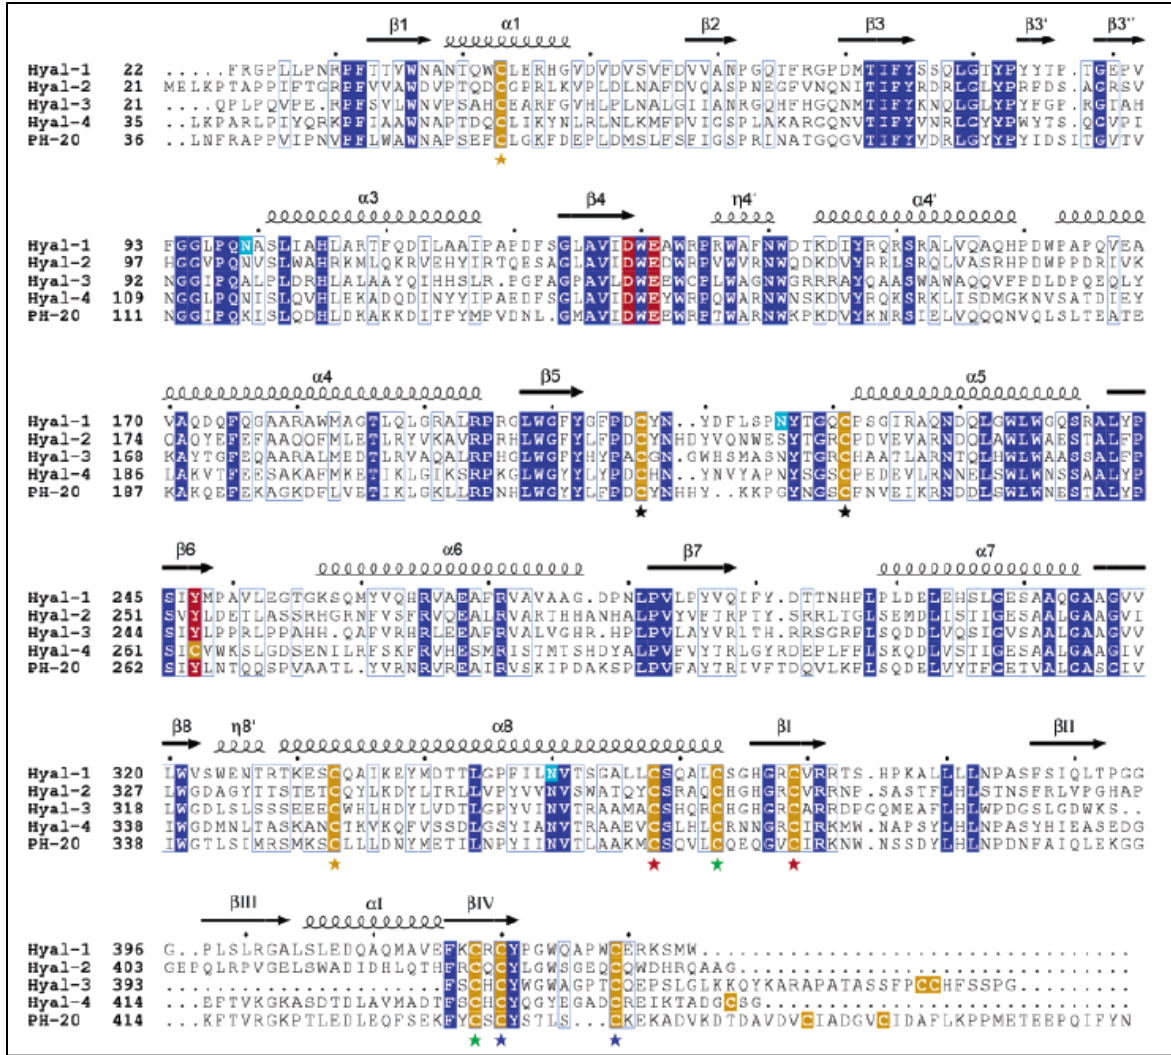 β1 α1 β2 β3 β3' β3''
Hyal-1 22 .....FRGPLLPNRPFTTVWNANTQWCLERHGVDVDVSVFDVVANPGQTFRGPDMTIFYSSQLGTYPYYTP.TGEPV
Hyal-2 21 MELKPTAPPIFTGRPFVVAWDVPTQDCGPRLKVPLDLNAFDVQASPNEGFVNQNITIFYRDRLGLYPRFDS.AGRSV
Hyal-3 21 ...QPLPQVPE.RPFSVLWNVPSAHCEARFGVHLPLNALGIIANRGQHFHGQNMTIFYKNQLGLYPYFGP.RGTAH
Hyal-4 35 ..LKPARLPIYQRKPFIAAWNAPTDQCLIKYNLRLNLKMFPVIGSPLAKARGQNVTIFYVNRLGYYPWYTS.QGVPI
PH-20 36 ..LNFRAPPVIPNVPFLWAWNAPSEFCLGKFDEPLDMSLFSFIGSPRINATGQGVTIFYVDRLGYYPYIDSITGVTV
α3 β4 η4' α4'
Hyal-1 93 FGGLPQNASLIAHLARTFQDILAAIPAPDFSGLAVIDWEAWRPRWAFNWDTKDIYRQRSRALVQAQHPDWPAPQVEA
Hyal-2 97 HGGVPQNVSLWAHRKMLQKRVEHYIRTQESAGLAVIDWEDWRPVWVRNWQDKDVYRRLSRQLVASRHPDWPPDRIVK
Hyal-3 92 NGGIPQALPLDRHLALAAYQIHHSLR.PGFAGPAVLDWEEWCPLWAGNWGRRRAYQAASWAWAQQVFPDLDPQEQLY
Hyal-4 109 NGGLPQNISLQVHLEKADQDINYYIPAEDFSGLAVIDWEYWRPQWARNWNSKDVYRQKSRKLISDMGKNVSATDIEY
PH-20 111 NGGIPQKISLQDHLDKAKKDITFYMPVDNL.GMAVIDWEEWRPTWARNWKPKDVYKNRSIELVQQQNVQLSLTEATE
α4 β5 α5
Hyal-1 170 VAQDQFQGAARAWMAGTLQLGRALRPRGLWGFYGFPDCYN..YDFLSPNYTGQCPSGIRAQNDQLGWLWGQSRALYP
Hyal-2 174 QAQYEFEFAAQQFMLETLRYVKAVRPRHLWGFYLFPDCYNHDYVQNWESYTGRCPDVEVARNDQLAWLWAESTALFP
Hyal-3 168 KAYTGFEQAARALMEDTLRVAQALRPHGLWGFYHYPACGN.GWHSMASNYTGRCHAATLARNTQLHWLWAASSALFP
Hyal-4 186 LAKVTFEESAKAFMKETIKLGIKSRPKGLWGYYLYPDCHN..YNVYAPNYSGSCPEDEVLRNNELSWLWNSSAALYP
PH-20 187 KAKQEFEKAGKDFLVETIKLGKLLRPNHLWGYYLFPDCYNHHY..KKPGYNGSCFNVEIKRNDDLSWLWNESTALYP
β6 α6 β7 α7
Hyal-1 245 SIYMPAVLEGTGKSQMYVQHRVAEAFRVAVAAG.DPNLPVLPYVQIFY.DTTNHFLPLDELEHSLGESAAQGAAGVV
Hyal-2 251 SVYLDETLASSRHGRNFVSFRVQEALRVARTHHANHALPVYVFTRPTY.SRRLTGLSEMDLISTIGESAALGAAGVI
Hyal-3 244 SIYLPPRLPPAHH.QAFVRHRLEEAFRVALVGHR.HPLPVLAYVRLTH.RRSGRFLSQDDLVQSIGVSAALGAAGVV
Hyal-4 261 SICVWKSLGDSENILRFSKFRVHESMRISTMTSHDYALPVFVYTRLGYRDEPLFFLSKQDLVSTIGESAALGAAGIV
PH-20 262 SIYLNTQQSPVAATL.YVRNRVREAIRVSKIPDAKSPLPVFAYTRIVFTDQVLKFLSQDELVYTFGETVALGASGIV
β8 η8' α8 βI βII
Hyal-1 320 LWVSWENTRTKESCQAIKEYMDTTLGPFILNVTSGALLCSQALCSGHGRCVRRTS.HPKALLLLNPASFSIQLTPGG
Hyal-2 327 LWGDAGYTTSTETCQYLKDYLTRLLVPYVVNVSWATQYCSRAQCHGHGRCVRRNP.SASTFLHLSTNSFRLVPGHAP
Hyal-3 318 LWGDLSLSSSEEECWHLHDYLVDTLGPYVINVTRAAMACSHQRCHGHGRCARRDPGQMEAFLHLWPDGSLGDWKS..
Hyal-4 338 IWGDMNLTASKANCTKVKQFVSSDLGSYIANVTRAAEVCSLHLCRNNGRCIRKMW.NAPSYLHLNPASYHIEASEDG
PH-20 338 IWGTLSIMRSMKSCLLLDNYMETILNPYIINVTLAAKMCSQVLCQEQGVCIRKNW.NSSDYLHLNPDNFAIQLEKGG
βIII αI βIV
Hyal-1 396 G..PLSLRGALSLEDQAQMAVEFKCRCYPGWQAPWCERKSMW..................................
Hyal-2 403 GEPQLRPVGELSWADIDHLQTHFRCQCYLGWSGEQCQWDHRQAAG...............................
Hyal-3 393 ......................FSCHCYWGWAGPTCQEPSLGLKKQYKARAPATASSFPCCHFSSPG.........
Hyal-4 414 ...EFTVKGKASDTDLAVMADTFSCHCYQGYEGADCREIKTADGCSG.............................
PH-20 414 ...KFTVRGKPTLEDLEQFSEKFYCSCYSTLS...CKEKADVKDTDAVDVCIADGVCIDAFLKPPMETEEPQIFYN